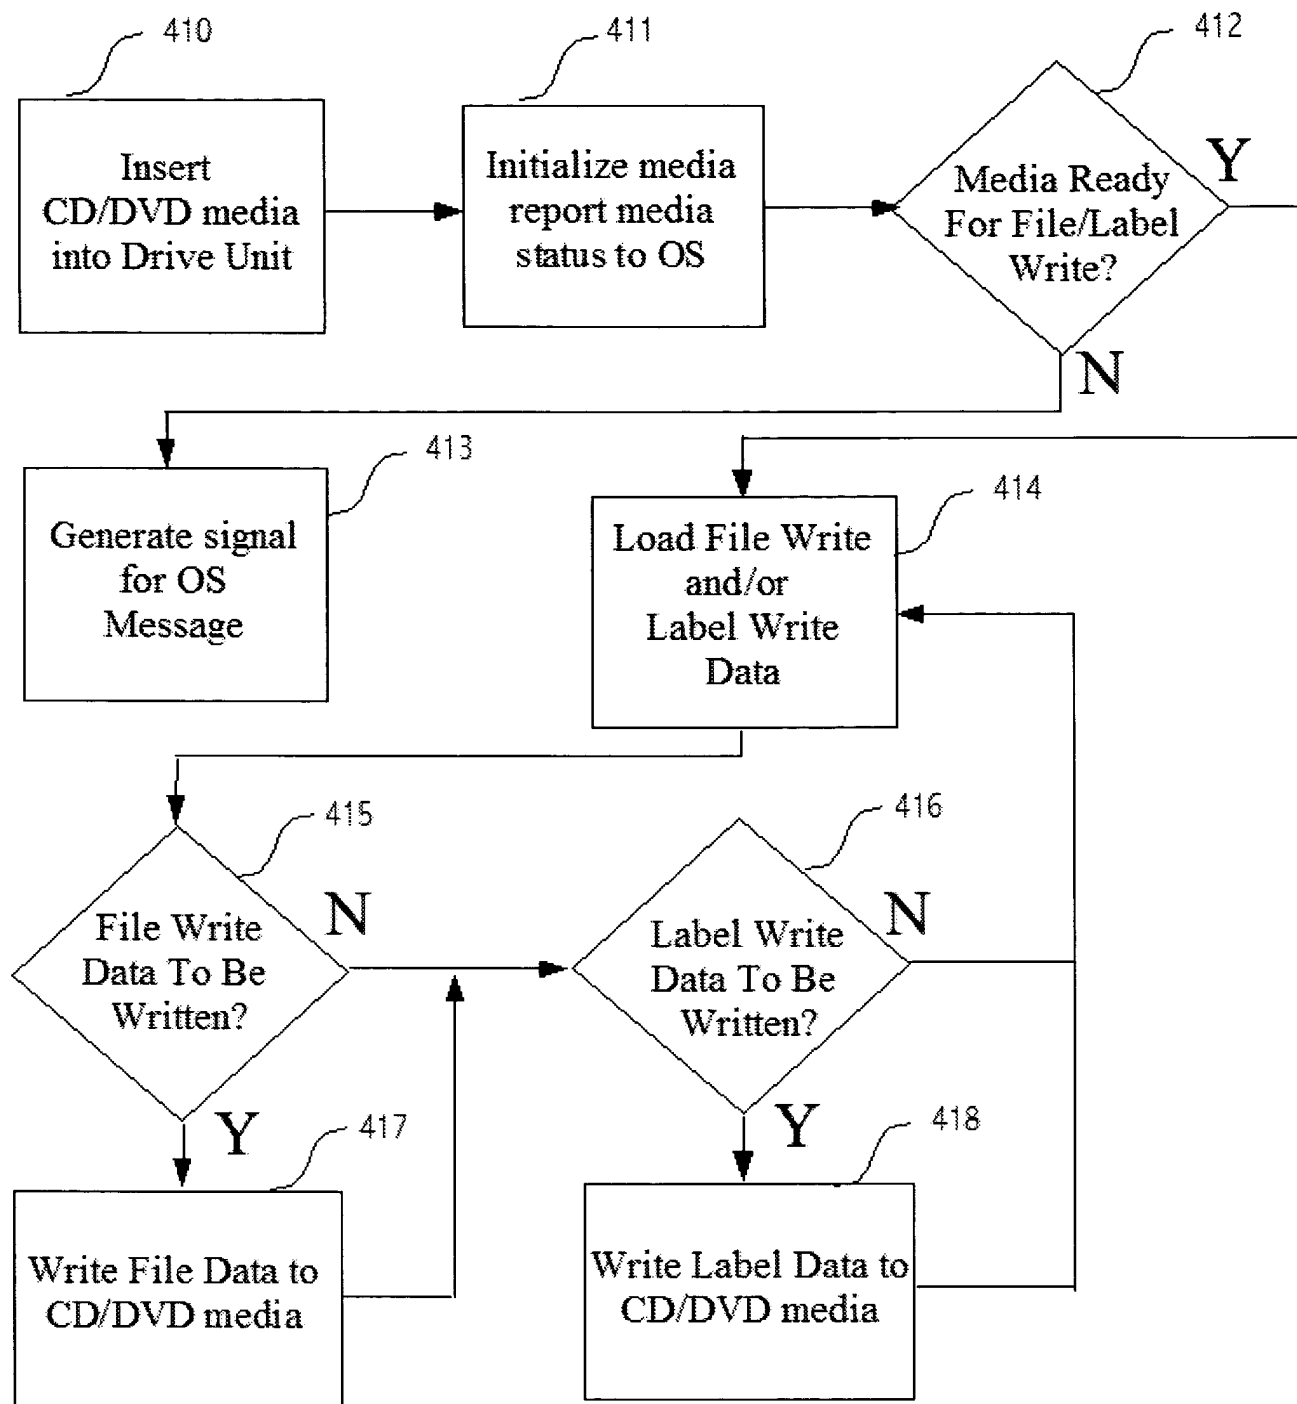 410
411
412
Insert
CD/DVD media
into Drive Unit
Initialize media
report media
status to OS
Media Ready
For File/Label
Write?
Y
N
413
414
Generate signal
for OS
Message
Load File Write
and/or
Label Write
Data
415
416
File Write
Data To Be
Written?
N
Label Write
Data To Be
Written?
N
Y
417
Y
418
Write File Data to
CD/DVD media
Write Label Data to
CD/DVD media